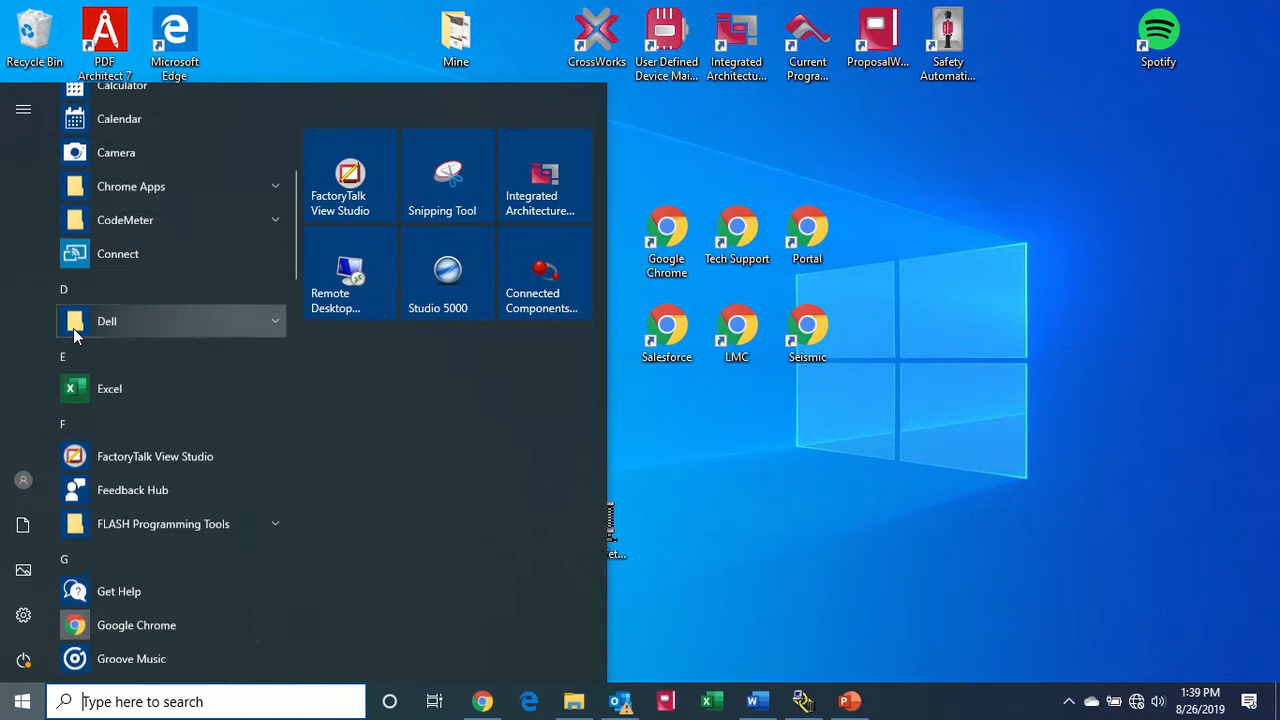 Recycle Bin
PDF
Architect 7
Microsoft
Edge
Mine
CrossWorks
User Defined
Device Mai...
Integrated
Architectu...
Current
Progra...
ProposalW...
Safety
Automati...
Spotify
Calculator
Calendar
Camera
Chrome Apps
CodeMeter
Connect
D
Dell
E
Excel
F
FactoryTalk View Studio
Feedback Hub
FLASH Programming Tools
G
Get Help
Google Chrome
Groove Music
FactoryTalk
View Studio
Snipping Tool
Integrated
Architecture...
Remote
Desktop...
Studio 5000
Connected
Components...
Google
Chrome
Tech Support
Portal
Salesforce
LMC
Seismic
et...
Type here to search
1:39 PM
8/26/2019